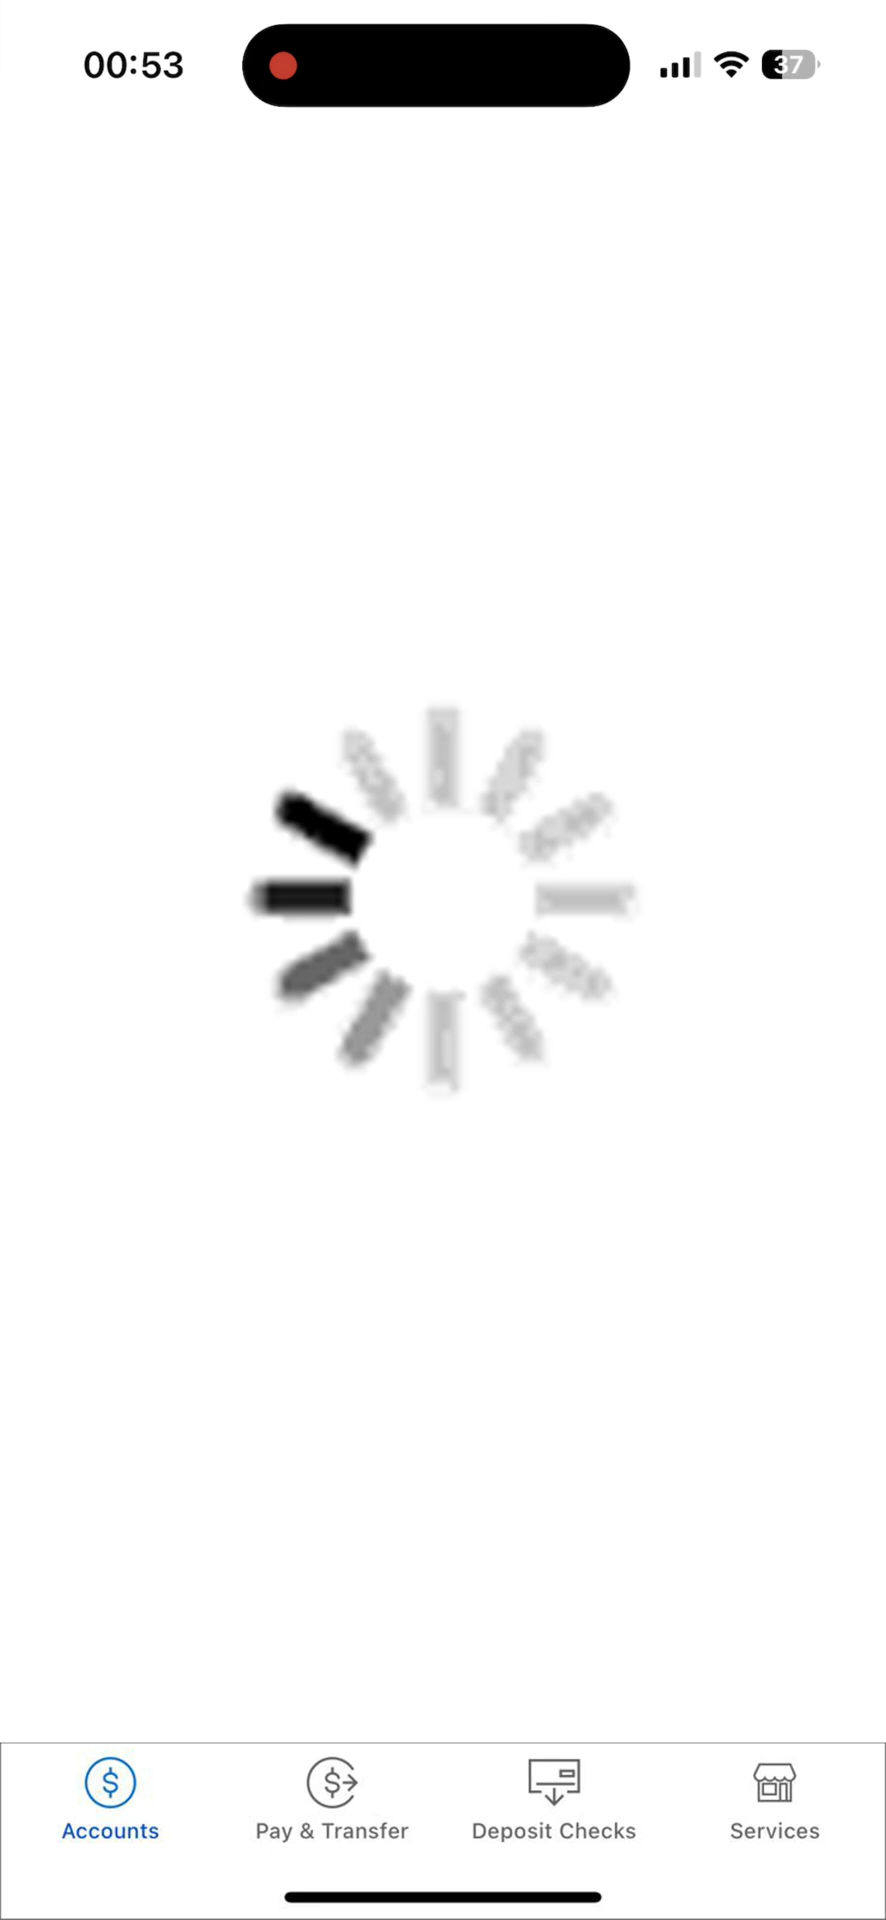 00:53
37
Accounts
Pay & Transfer
Deposit Checks
Services